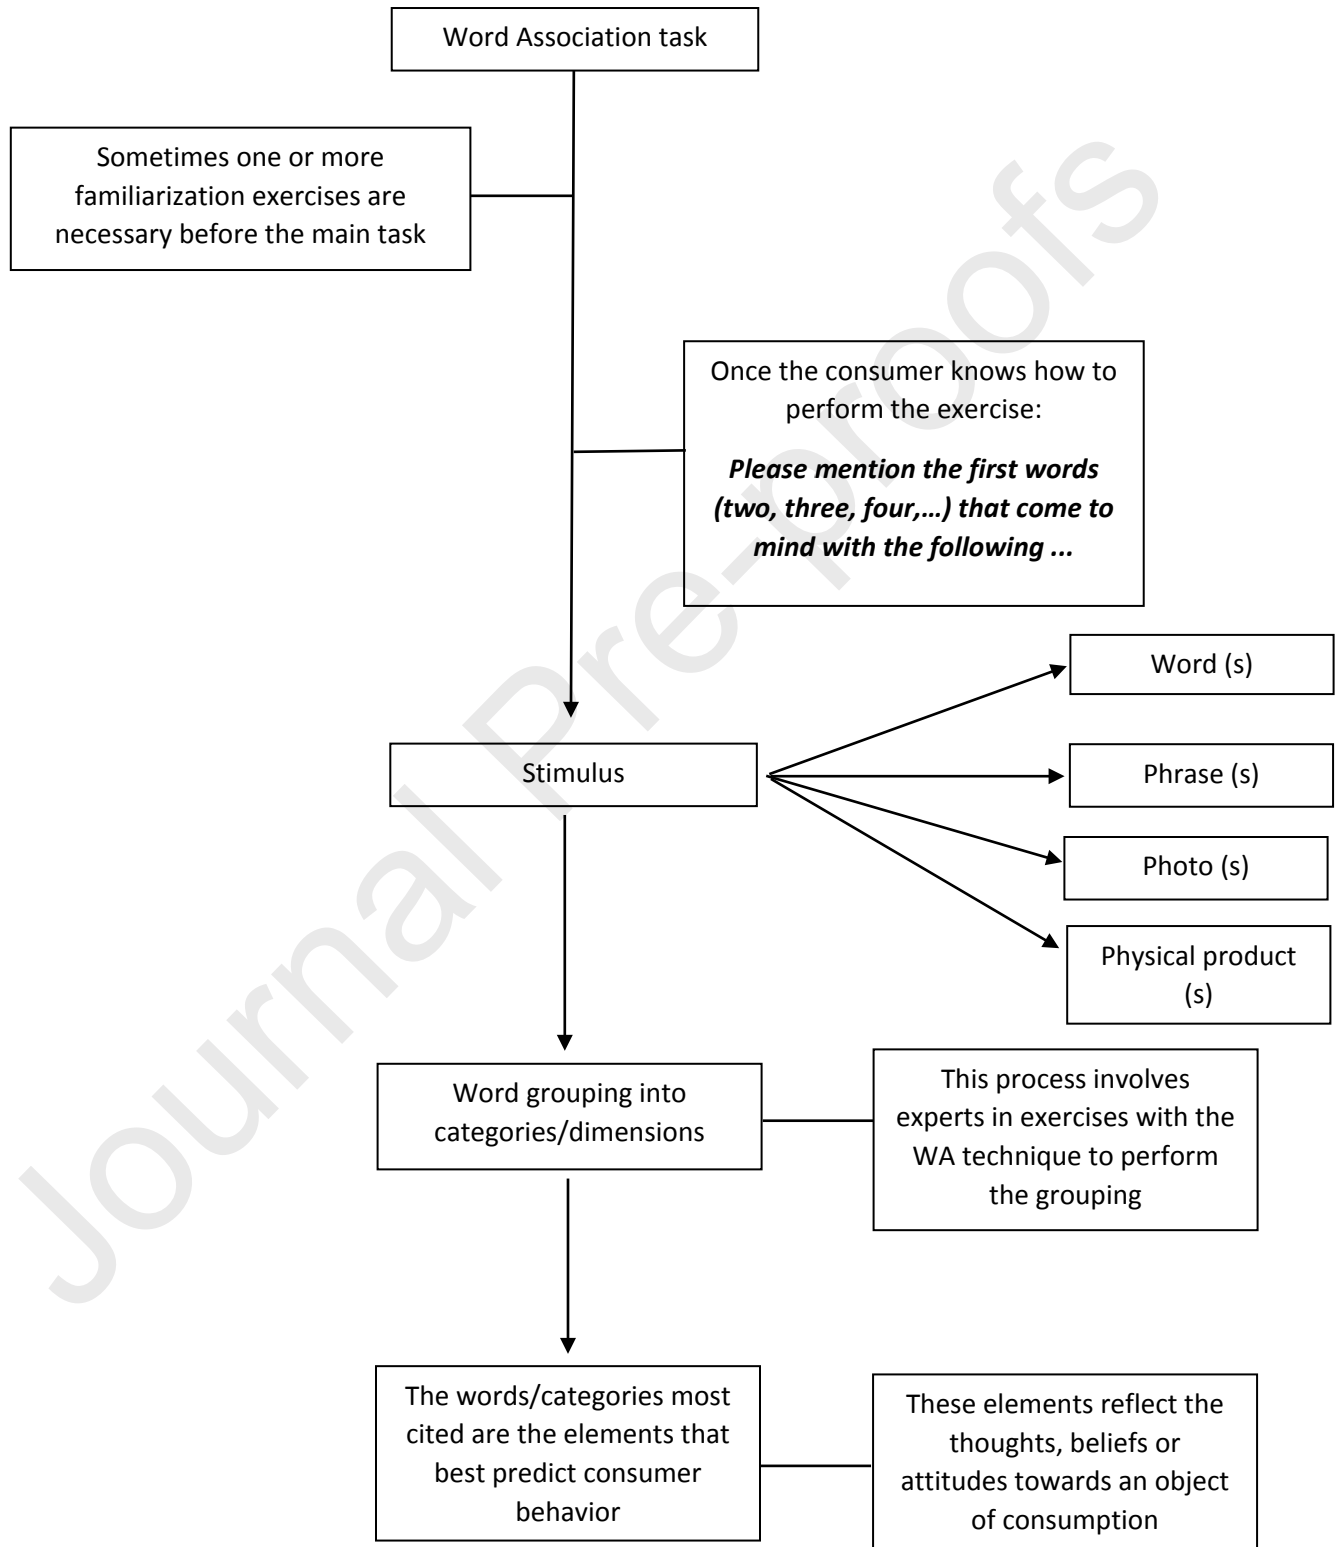 Word Association task
Sometimes one or more
familiarization exercises are
necessary before the main task
Once the consumer knows how to
perform the exercise:
Please mention the first words
(two, three, four,…) that come to
mind with the following ...
Word (s)
Stimulus
Phrase (s)
Photo (s)
Physical product
(s)
Word grouping into
categories/dimensions
This process involves
experts in exercises with the
WA technique to perform
the grouping
The words/categories most
cited are the elements that
best predict consumer
behavior
These elements reflect the
thoughts, beliefs or
attitudes towards an object
of consumption
Journal Pre-proofs